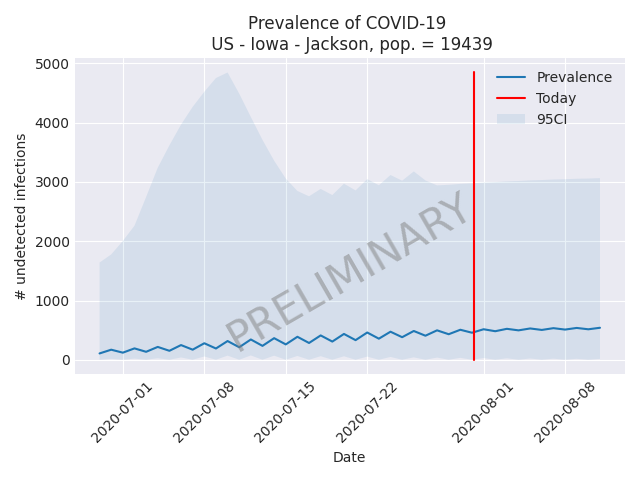 Prevalence of COVID-19
US - Iowa - Jackson, pop. = 19439
5000
4000
3000
2000
1000
0
# undetected infections
Prevalence
Today
95CI
PRELIMINARY
2020-07-01
2020-07-08
2020-07-15
2020-07-22
2020-08-01
2020-08-08
Date